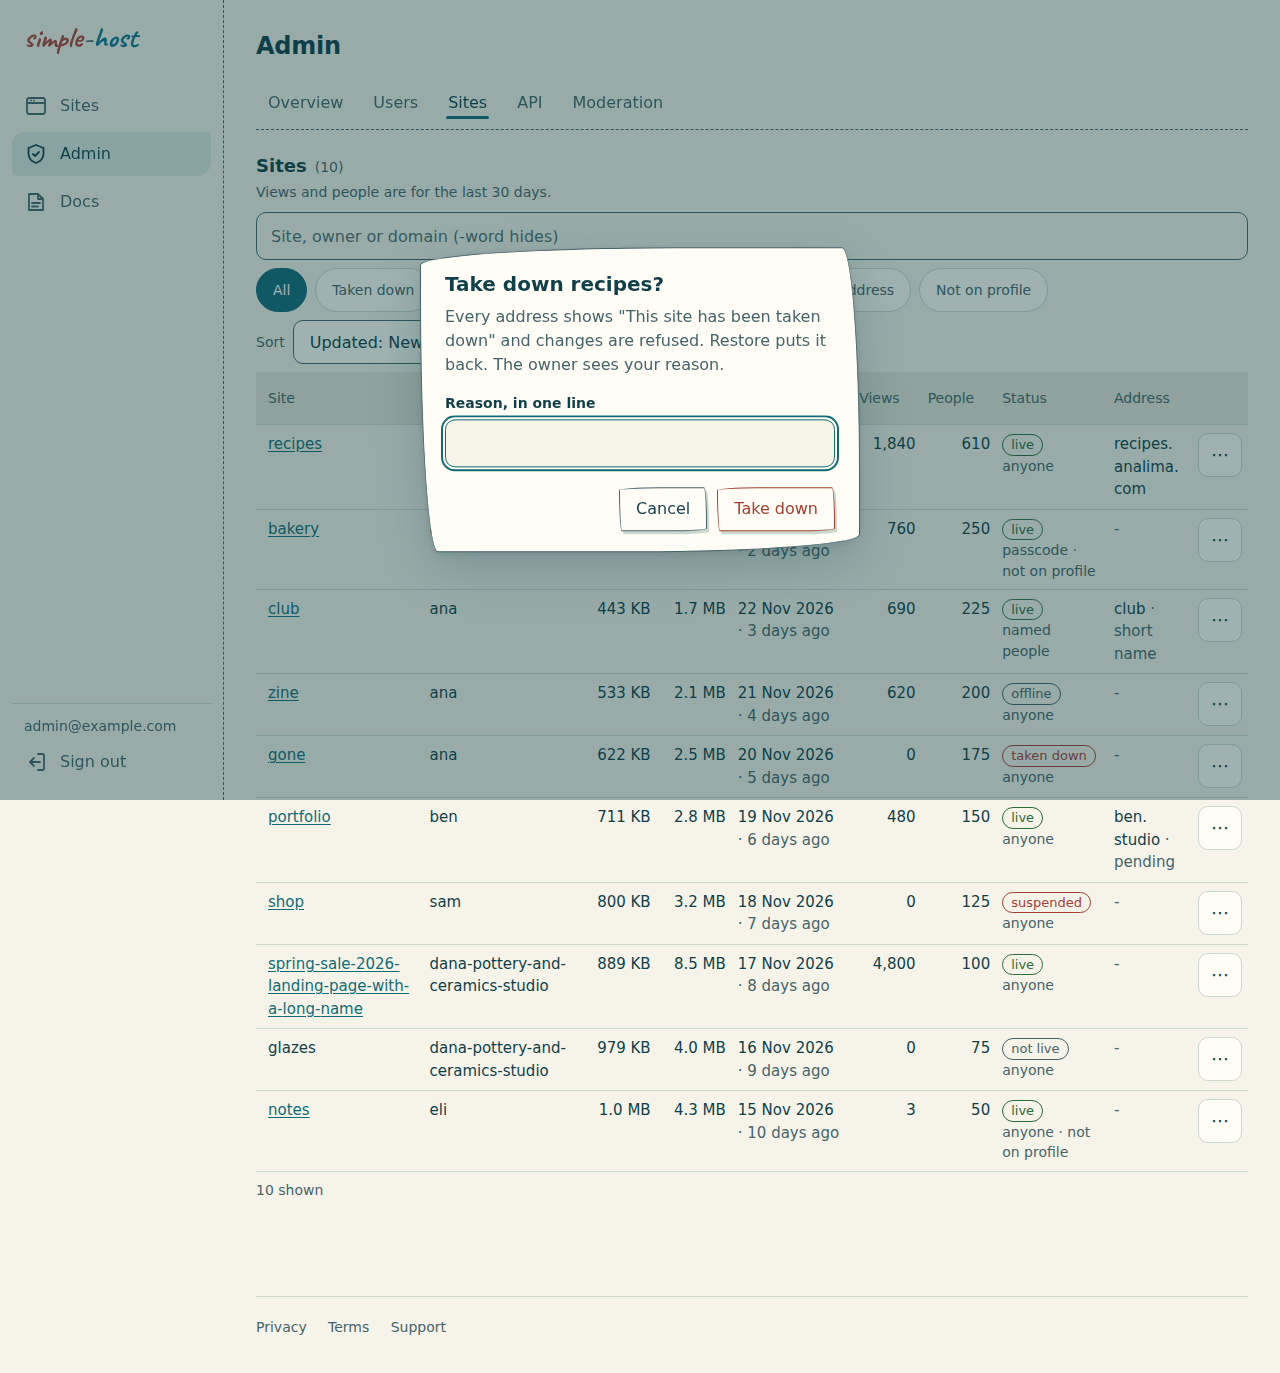 simple-host
Sites
Admin
Docs
admin@example.com
Sign out
Admin
Overview Users Sites API Moderation
Sites (10)
Views and people are for the last 30 days.
Site, owner or domain (-word hides)
All Taken down Not on profile
Sort Updated: New
Take down recipes?
Every address shows "This site has been taken
down" and changes are refused. Restore puts it
back. The owner sees your reason.
Reason, in one line
Cancel Take down
Site Views People Status Address
recipes 1,840 610 live recipes. ···
anyone analima.
com
bakery 760 250 live - ···
· 2 days ago passcode ·
not on profile
club ana 443 KB 1.7 MB 22 Nov 2026 690 225 live club · ···
· 3 days ago named short
people name
zine ana 533 KB 2.1 MB 21 Nov 2026 620 200 offline - ···
· 4 days ago anyone
gone ana 622 KB 2.5 MB 20 Nov 2026 0 175 taken down - ···
· 5 days ago anyone
portfolio ben 711 KB 2.8 MB 19 Nov 2026 480 150 live ben. ···
· 6 days ago anyone studio ·
pending
shop sam 800 KB 3.2 MB 18 Nov 2026 0 125 suspended - ···
· 7 days ago anyone
spring-sale-2026- dana-pottery-and- 889 KB 8.5 MB 17 Nov 2026 4,800 100 live - ···
landing-page-with- ceramics-studio · 8 days ago anyone
a-long-name
glazes dana-pottery-and- 979 KB 4.0 MB 16 Nov 2026 0 75 not live - ···
ceramics-studio · 9 days ago anyone
notes eli 1.0 MB 4.3 MB 15 Nov 2026 3 50 live - ···
· 10 days ago anyone · not
on profile
10 shown
Privacy Terms Support